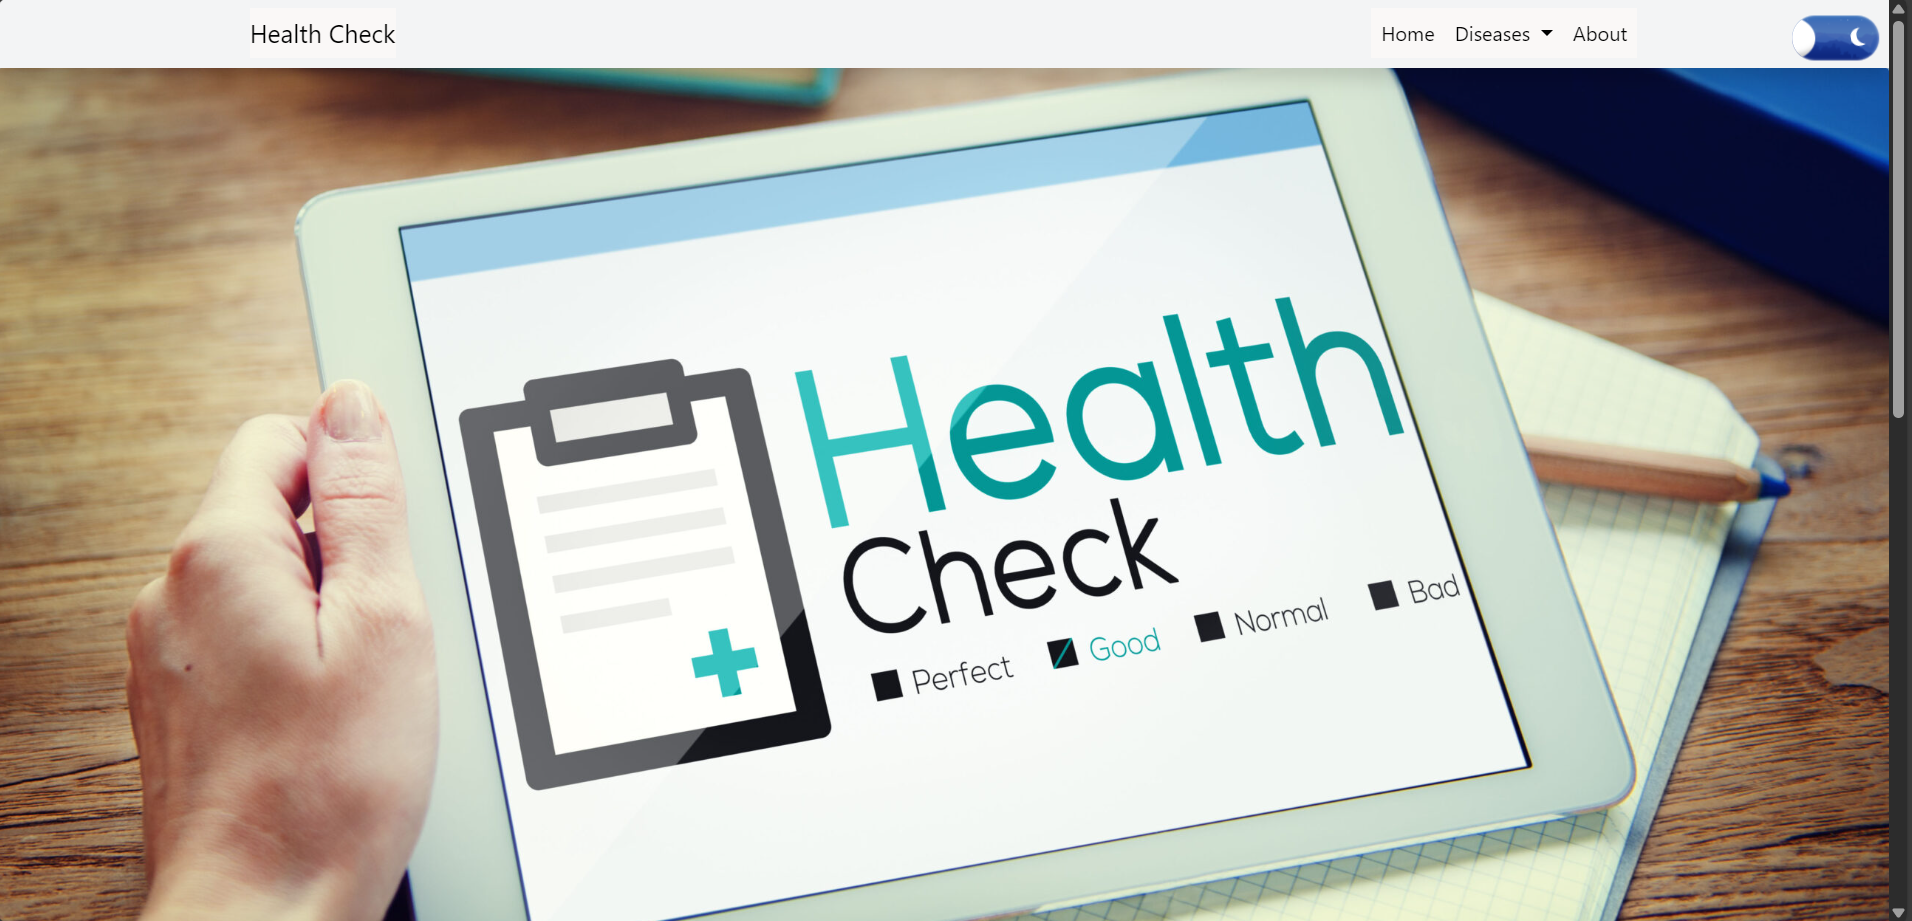 Health Check
Home Diseases About
Health
Check
Perfect Good Normal Bad